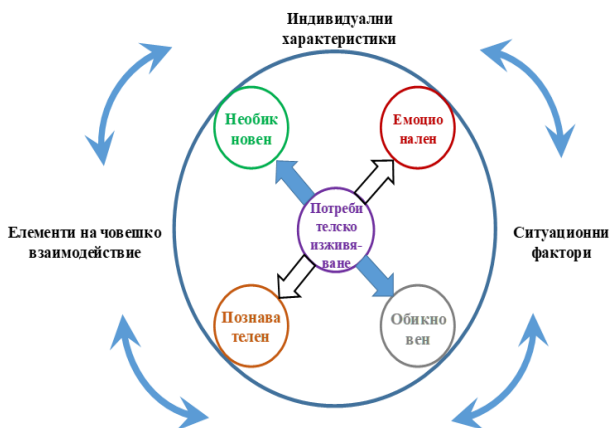 Индивидуални
характеристики
Необик
новен
Емоцио
нален
Потреби
телско
изживя-
ване
Елементи на човешко
взаимодействие
Ситуационни
фактори
Познава
телен
Обикно
вен